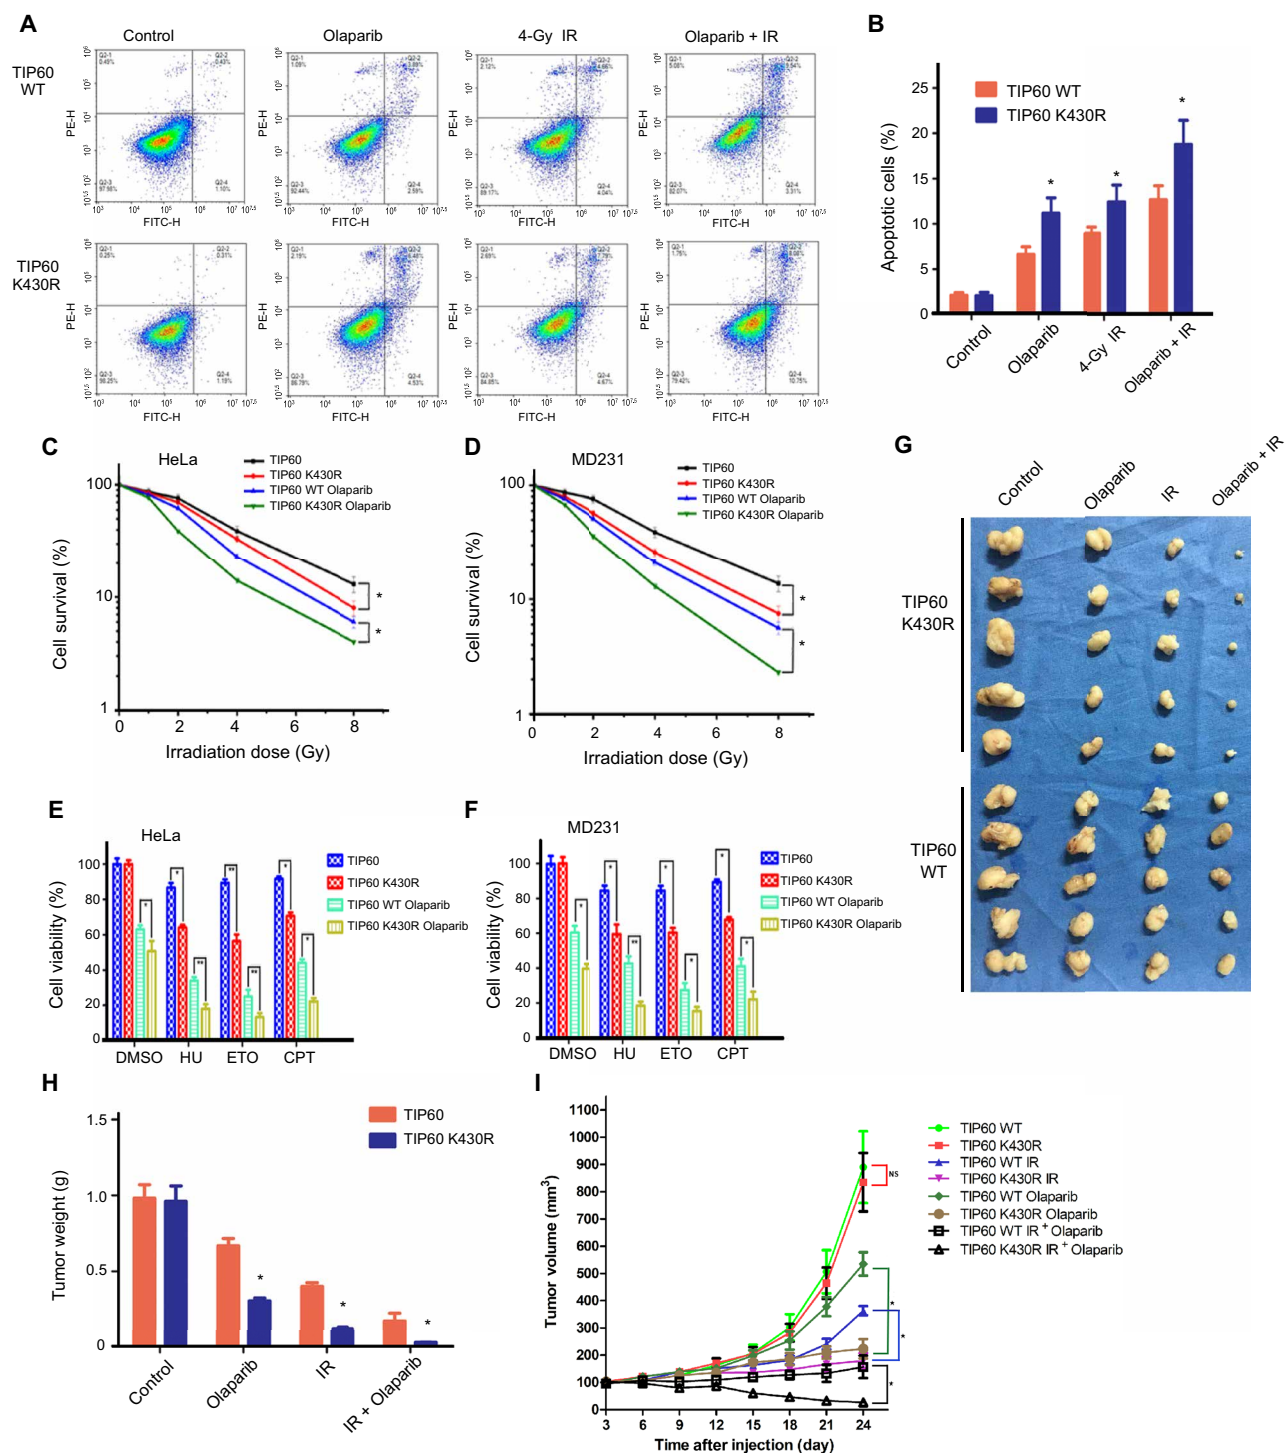 A
Control
Olaparib
4-Gy IR
Olaparib + IR
TIP60
WT
TIP60
K430R
PE-H
FITC-H
B
Apoptotic cells (%)
25
20
15
10
5
0
TIP60 WT
TIP60 K430R
*
*
*
Control
Olaparib
4-Gy IR
Olaparib + IR
C
HeLa
TIP60
TIP60 K430R
TIP60 WT Olaparib
TIP60 K430R Olaparib
Cell survival (%)
100
10
1
*
*
0 2 4 6 8
Irradiation dose (Gy)
D
MD231
TIP60
TIP60 K430R
TIP60 WT Olaparib
TIP60 K430R Olaparib
Cell survival (%)
100
10
1
*
*
0 2 4 6 8
Irradiation dose (Gy)
G
Control
Olaparib
IR
Olaparib + IR
TIP60
K430R
TIP60
WT
E
HeLa
Cell viability (%)
100
80
60
40
20
0
TIP60
TIP60 K430R
TIP60 WT Olaparib
TIP60 K430R Olaparib
* * ** ** ** * *
DMSO HU ETO CPT
F
MD231
Cell viability (%)
100
80
60
40
20
0
TIP60
TIP60 K430R
TIP60 WT Olaparib
TIP60 K430R Olaparib
* * ** * * * *
DMSO HU ETO CPT
H
TIP60
TIP60 K430R
Tumor weight (g)
1.5
1.0
0.5
0
*
*
*
Control
Olaparib
IR
IR + Olaparib
I
Tumor volume (mm3)
1100
1000
900
800
700
600
500
400
300
200
100
0
NS
*
*
*
3 6 9 12 15 18 21 24
Time after injection (day)
TIP60 WT
TIP60 K430R
TIP60 WT IR
TIP60 K430R IR
TIP60 WT Olaparib
TIP60 K430R Olaparib
TIP60 WT IR + Olaparib
TIP60 K430R IR + Olaparib